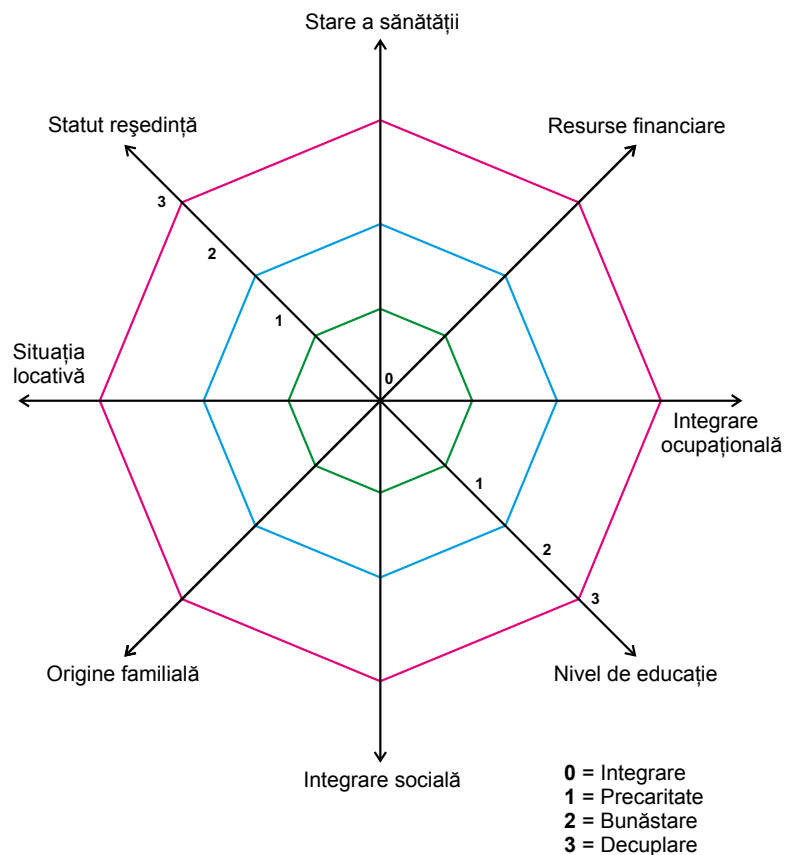 Stare a sănătății
Statut reşedință
Resurse financiare
3
2
1
0
Situația
locativă
Integrare
ocupațională
1
2
3
Origine familială
Nivel de educație
Integrare socială
0 = Integrare
1 = Precaritate
2 = Bunăstare
3 = Decuplare